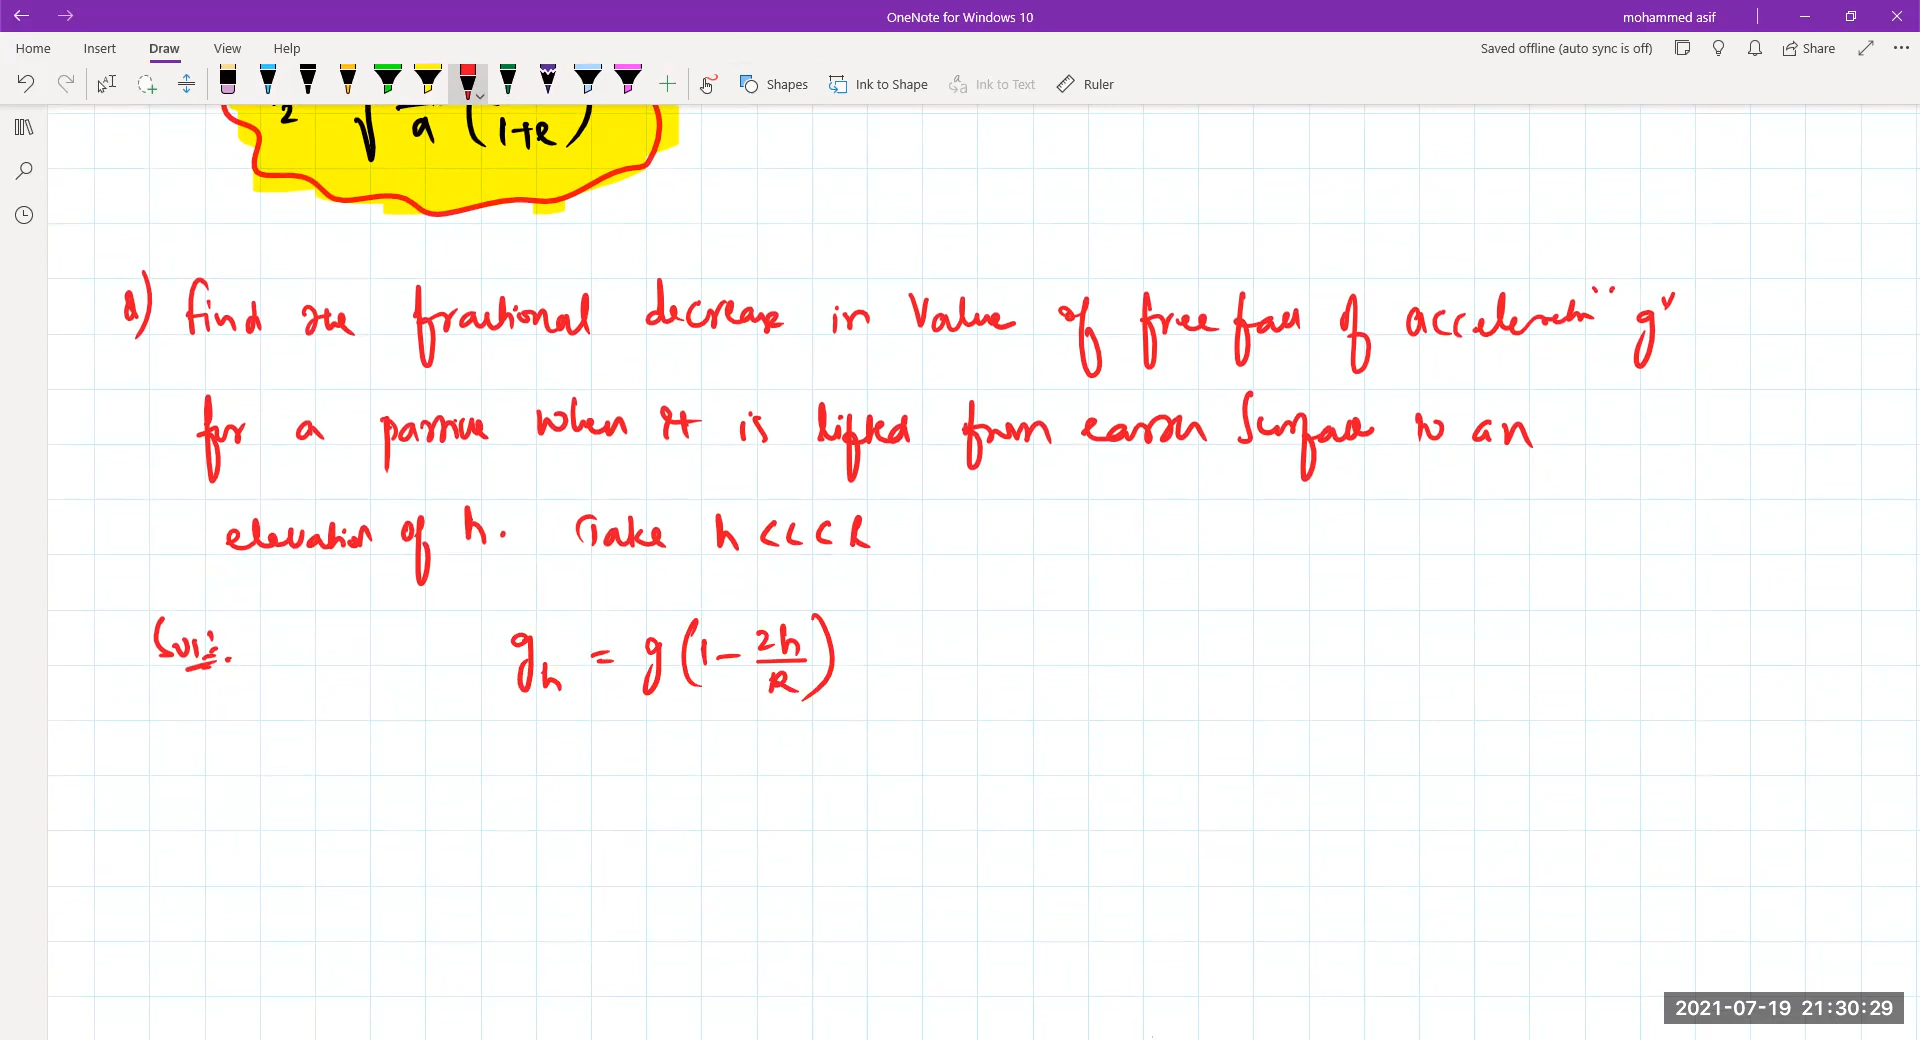 OneNote for Windows 10
mohammed asif
Home Insert Draw View Help
Saved offline (auto sync is off) Share
Shapes Ink to Shape Ink to Text Ruler
2 √ a ( 1+e )
Find the fractional decrease in Value of free fall of acceleration "g"
for a particle when it is lifted from earth Surface to an
elevation of h. Take h <<< R
Sol:
g_h = g(1 - 2h/R)
2021-07-19 21:30:29